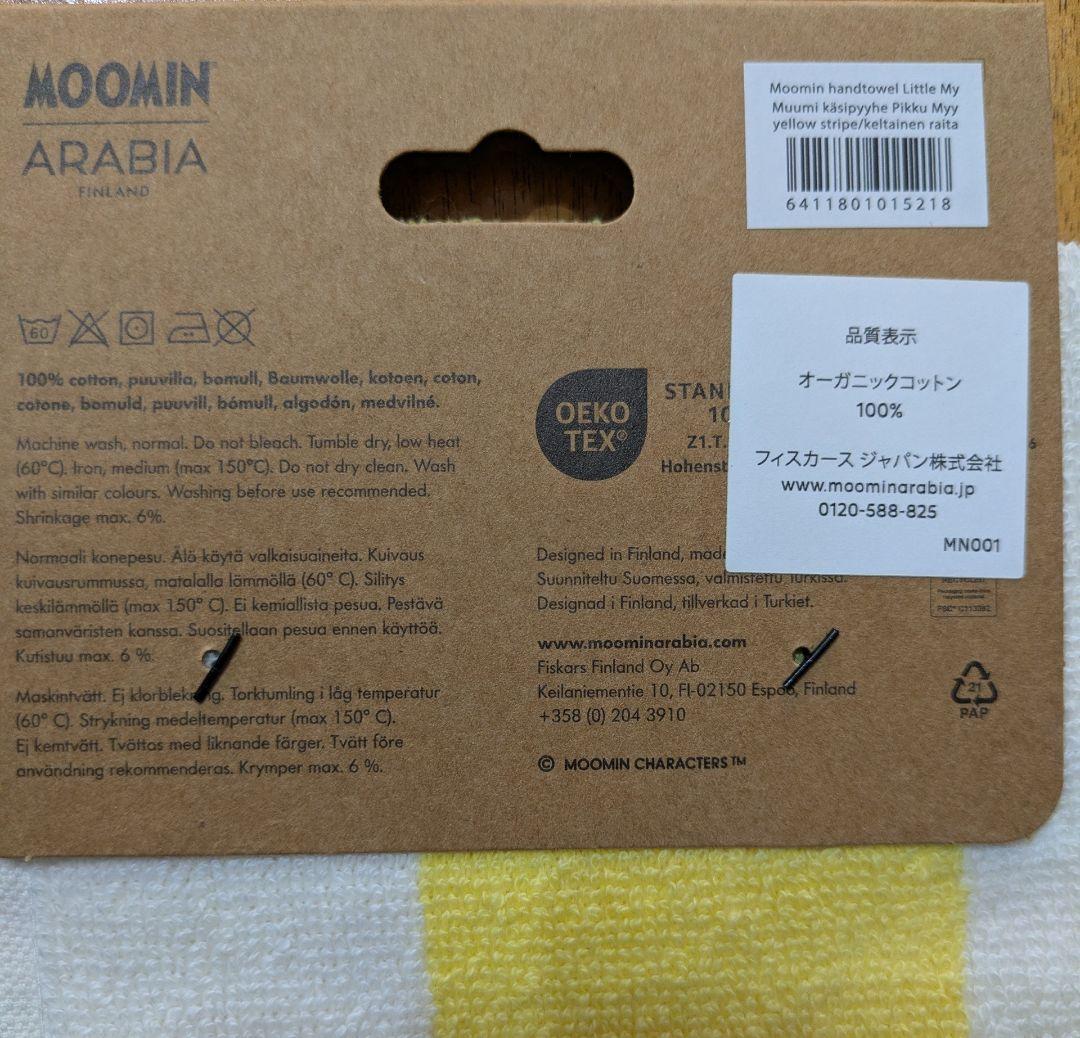 MOOMIN™
ARABIA
FINLAND
Moomin handtowel Little My
Muumi käsipyyhe Pikku Myy
yellow stripe/keltainen raita
6411801015218
60
100% cotton, puuvilla, bomull, Baumwolle, katoen, coton,
cotone, bomuld, puuvill, bómull, algodón, medvilné.
Machine wash, normal. Do not bleach. Tumble dry, low heat
(60°C). Iron, medium (max 150°C). Do not dry clean. Wash
with similar colours. Washing before use recommended.
Shrinkage max. 6%.
Normaali konepesu. Älä käytä valkaisuaineita. Kuivaus
kuivausrummussa, matalalla lämmöllä (60° C). Silitys
keskilämmöllä (max 150° C). Ei kemiallista pesua. Pestävä
samanväristen kanssa. Suositellaan pesua ennen käyttöä.
Kutistuu max. 6 %.
Maskintvätt. Ej klorblekning. Torktumling i låg temperatur
(60° C). Strykning medeltemperatur (max 150° C).
Ej kemtvätt. Tvättas med liknande färger. Tvätt före
användning rekommenderas. Krymper max. 6 %.
OEKO
TEX®
STAN
10
Z1.T.
6
Hohenst
品質表示
オーガニックコットン
100%
フィスカース ジャパン株式会社
www.moominarabia.jp
0120-588-825
MN001
Designed in Finland, made
Suunniteltu Suomessa, valmistettu Turkissa.
Designad i Finland, tillverkad i Turkiet.
www.moominarabia.com
Fiskars Finland Oy Ab
Keilaniementie 10, FI-02150 Espoo, Finland
+358 (0) 204 3910
© MOOMIN CHARACTERS™
21
PAP